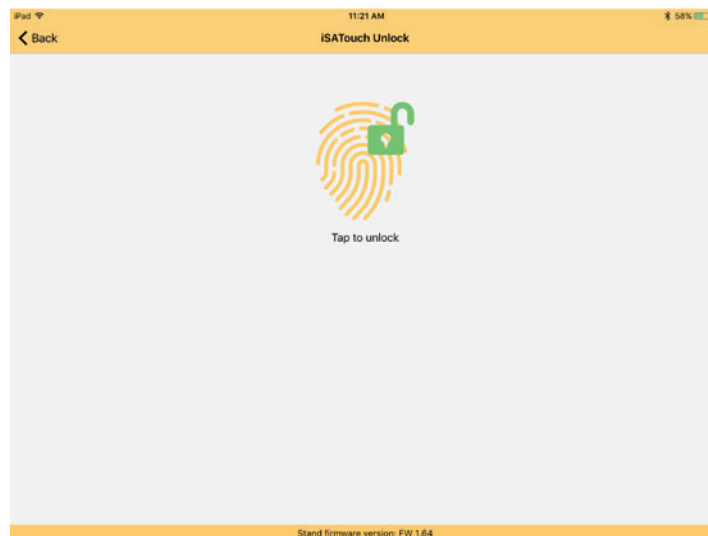 iPad 11:21 AM 58%
Back iSATouch Unlock
Tap to unlock
Stand firmware version: FW 1.64